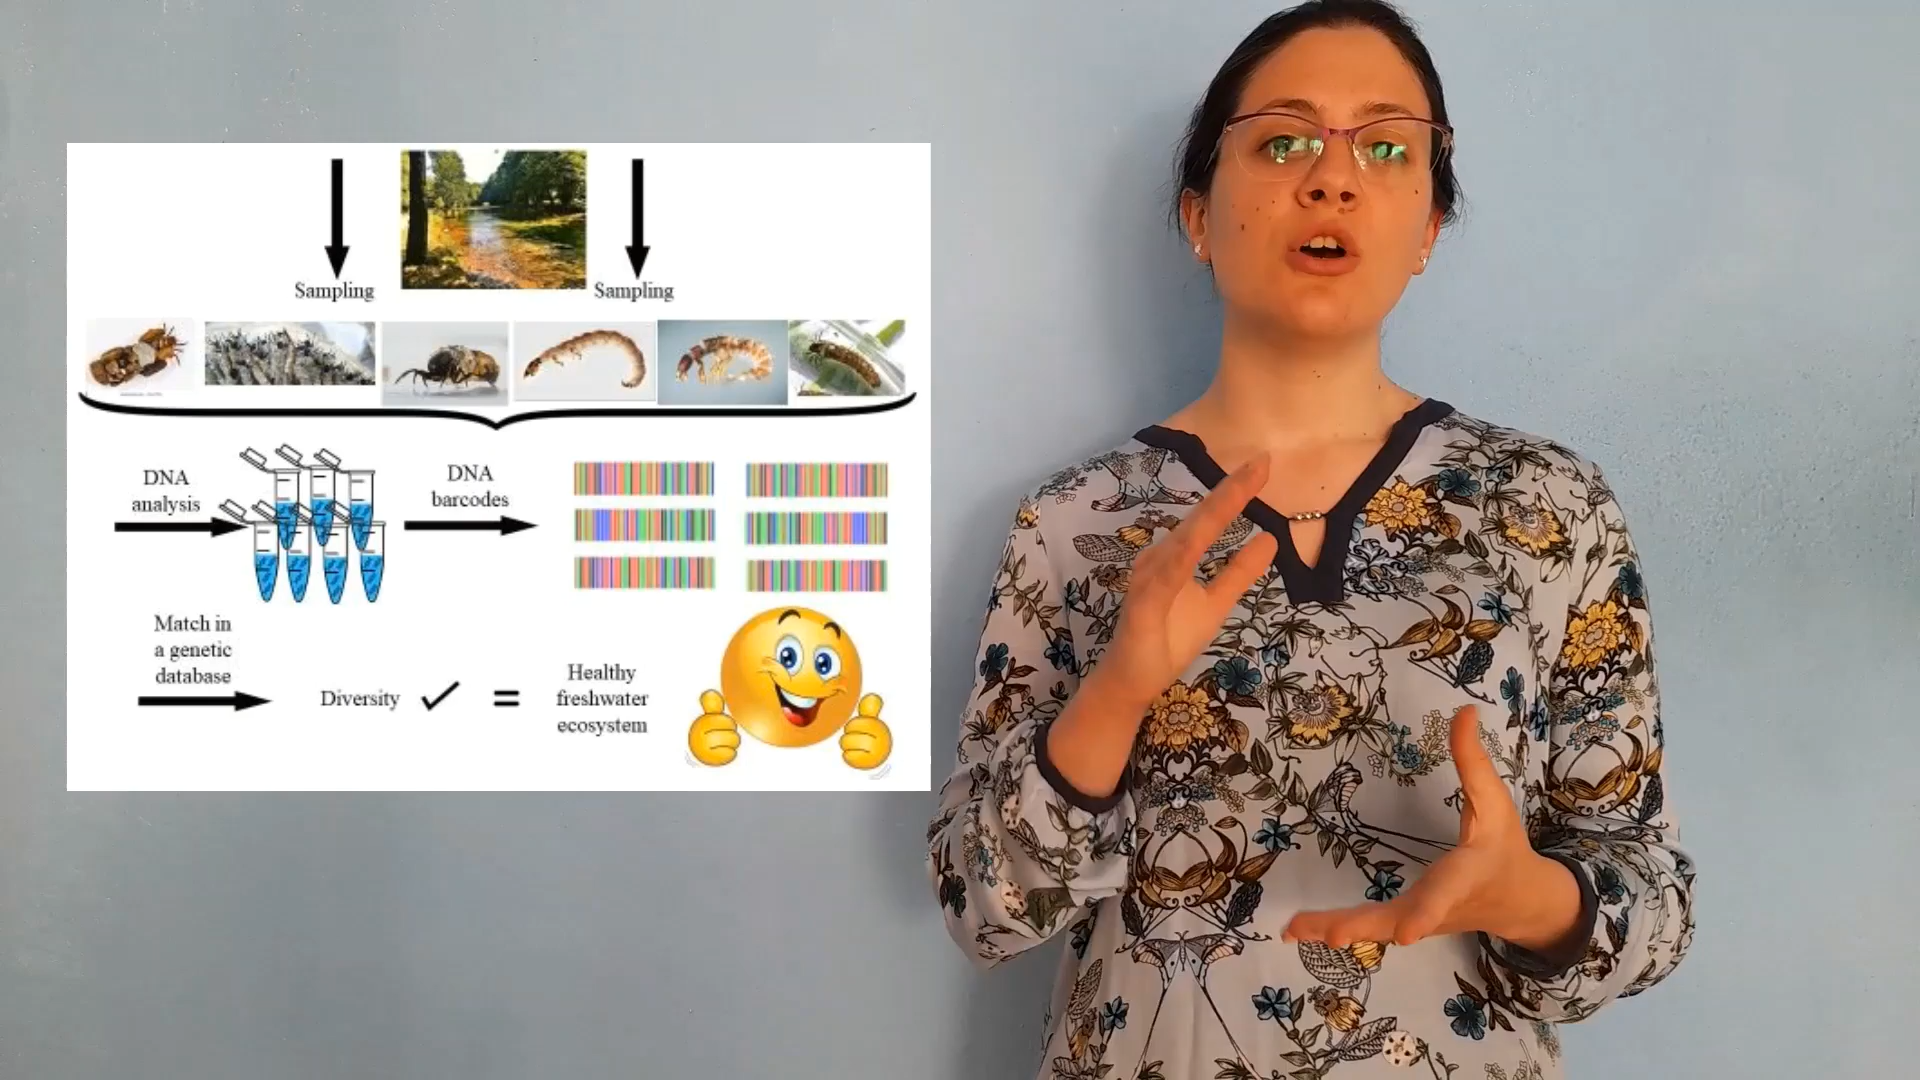 Sampling
Sampling
DNA
analysis
DNA
barcodes
Match in
a genetic
database
Diversity
=
Healthy
freshwater
ecosystem